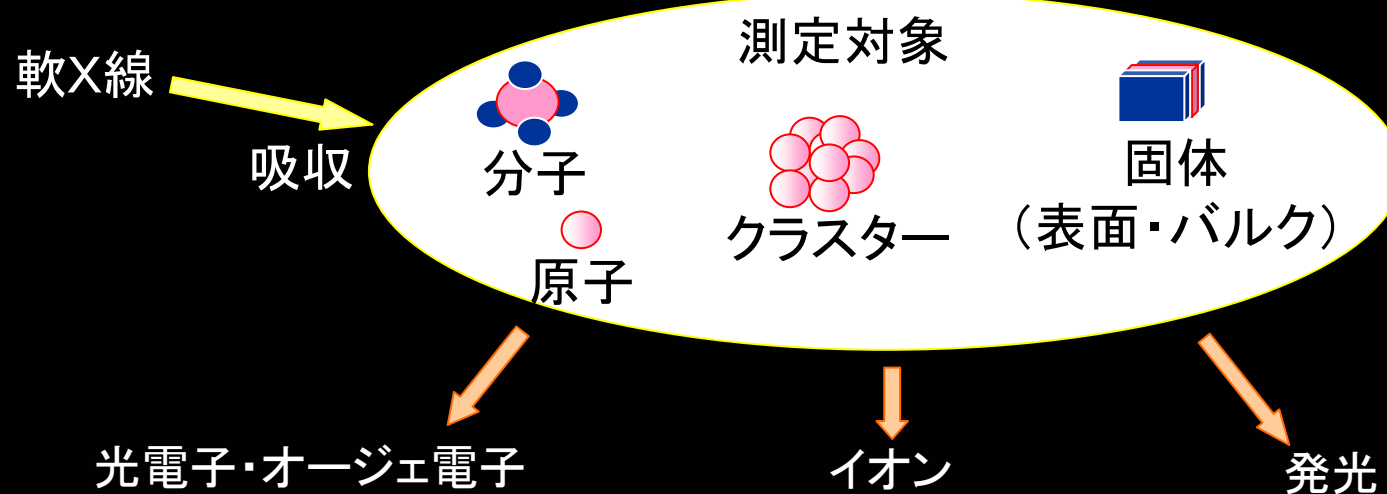 測定対象
軟X線
吸収
分子
原子
クラスター
固体
（表面・バルク）
光電子・オージェ電子
イオン
発光